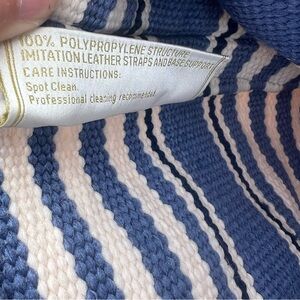 100% POLYPROPYLENE STRUCTURE
IMITATION LEATHER STRAPS AND BASE SUPPORT
CARE INSTRUCTIONS:
Spot Clean.
Professional cleaning recommended